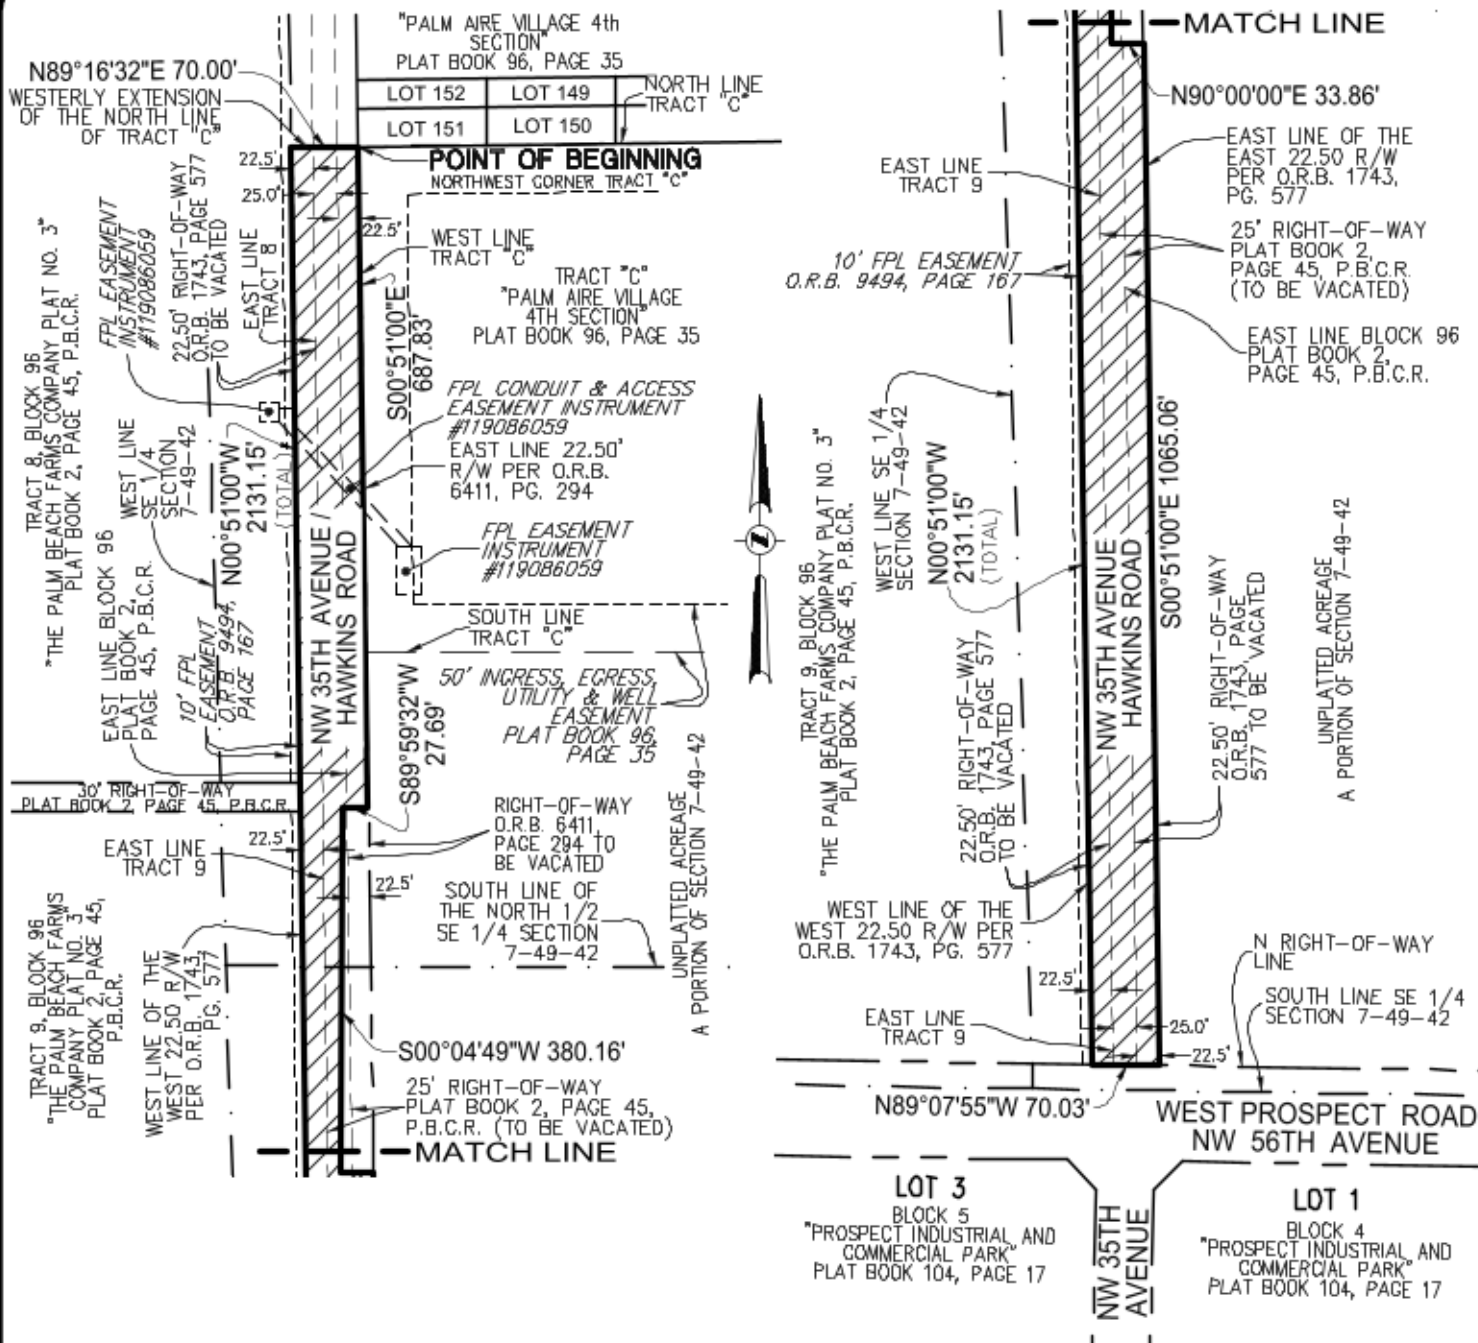 "PALM AIRE VILLAGE 4th
SECTION"
PLAT BOOK 96, PAGE 35
N89°16'32"E 70.00'
WESTERLY EXTENSION
OF THE NORTH LINE
OF TRACT "C"
LOT 152
LOT 149
LOT 151
LOT 150
NORTH LINE
TRACT "C"
POINT OF BEGINNING
NORTHWEST CORNER TRACT "C"
22.5'
25.0'
22.5'
WEST LINE
TRACT "C"
S00°51'00"E
687.83'
TRACT "C"
"PALM AIRE VILLAGE
4TH SECTION"
PLAT BOOK 96, PAGE 35
FPL EASEMENT
INSTRUMENT
#119086059
22.50' RIGHT-OF-WAY
O.R.B. 1743, PAGE 577
TO BE VACATED
EAST LINE
TRACT 8
TRACT 8, BLOCK 96
"THE PALM BEACH FARMS COMPANY PLAT NO. 3"
PLAT BOOK 2, PAGE 45, P.B.C.R.
FPL CONDUIT & ACCESS
EASEMENT INSTRUMENT
#119086059
EAST LINE 22.50'
R/W PER O.R.B.
6411, PG. 294
WEST LINE
SE 1/4
SECTION
7-49-42
N00°51'00"W
2131.15'
(TOTAL)
FPL EASEMENT
INSTRUMENT
#119086059
EAST LINE BLOCK 96
PLAT BOOK 2,
PAGE 45, P.B.C.R.
10' FPL
EASEMENT
O.R.B. 9494,
PAGE 167
NW 35TH AVENUE /
HAWKINS ROAD
SOUTH LINE
TRACT "C"
50' INGRESS, EGRESS,
UTILITY & WELL
EASEMENT
PLAT BOOK 96,
PAGE 35
S89°59'32"W
27.69'
30' RIGHT-OF-WAY
PLAT BOOK 2, PAGE 45, P.B.C.R.
22.5'
EAST LINE
TRACT 9
RIGHT-OF-WAY
O.R.B. 6411,
PAGE 294 TO
BE VACATED
22.5'
SOUTH LINE OF
THE NORTH 1/2
SE 1/4 SECTION
7-49-42
UNPLATTED ACREAGE
A PORTION OF SECTION 7-49-42
TRACT 9, BLOCK 96
"THE PALM BEACH FARMS
COMPANY PLAT NO. 3"
PLAT BOOK 2, PAGE 45,
P.B.C.R.
WEST LINE OF THE
WEST 22.50 R/W
PER O.R.B. 1743,
PG. 577
S00°04'49"W 380.16'
25' RIGHT-OF-WAY
PLAT BOOK 2, PAGE 45,
P.B.C.R. (TO BE VACATED)
MATCH LINE
Z
MATCH LINE
N90°00'00"E 33.86'
EAST LINE
TRACT 9
EAST LINE OF THE
EAST 22.50 R/W
PER O.R.B. 1743,
PG. 577
10' FPL EASEMENT
O.R.B. 9494, PAGE 167
25' RIGHT-OF-WAY
PLAT BOOK 2,
PAGE 45, P.B.C.R.
(TO BE VACATED)
EAST LINE BLOCK 96
PLAT BOOK 2,
PAGE 45, P.B.C.R.
TRACT 9, BLOCK 96
"THE PALM BEACH FARMS COMPANY PLAT NO. 3"
PLAT BOOK 2, PAGE 45, P.B.C.R.
WEST LINE SE 1/4
SECTION 7-49-42
N00°51'00"W
2131.15'
(TOTAL)
NW 35TH AVENUE /
HAWKINS ROAD
S00°51'00"E 1065.06'
22.50' RIGHT-OF-WAY
O.R.B. 1743, PAGE 577
TO BE VACATED
22.50' RIGHT-OF-WAY
O.R.B. 1743, PAGE
577 TO BE VACATED
UNPLATTED ACREAGE
A PORTION OF SECTION 7-49-42
WEST LINE OF THE
WEST 22.50 R/W PER
O.R.B. 1743, PG. 577
22.5'
EAST LINE
TRACT 9
25.0'
22.5'
N RIGHT-OF-WAY
LINE
SOUTH LINE SE 1/4
SECTION 7-49-42
N89°07'55"W 70.03'
WEST PROSPECT ROAD
NW 56TH AVENUE
LOT 3
BLOCK 5
"PROSPECT INDUSTRIAL AND
COMMERCIAL PARK"
PLAT BOOK 104, PAGE 17
NW 35TH
AVENUE
LOT 1
BLOCK 4
"PROSPECT INDUSTRIAL AND
COMMERCIAL PARK"
PLAT BOOK 104, PAGE 17